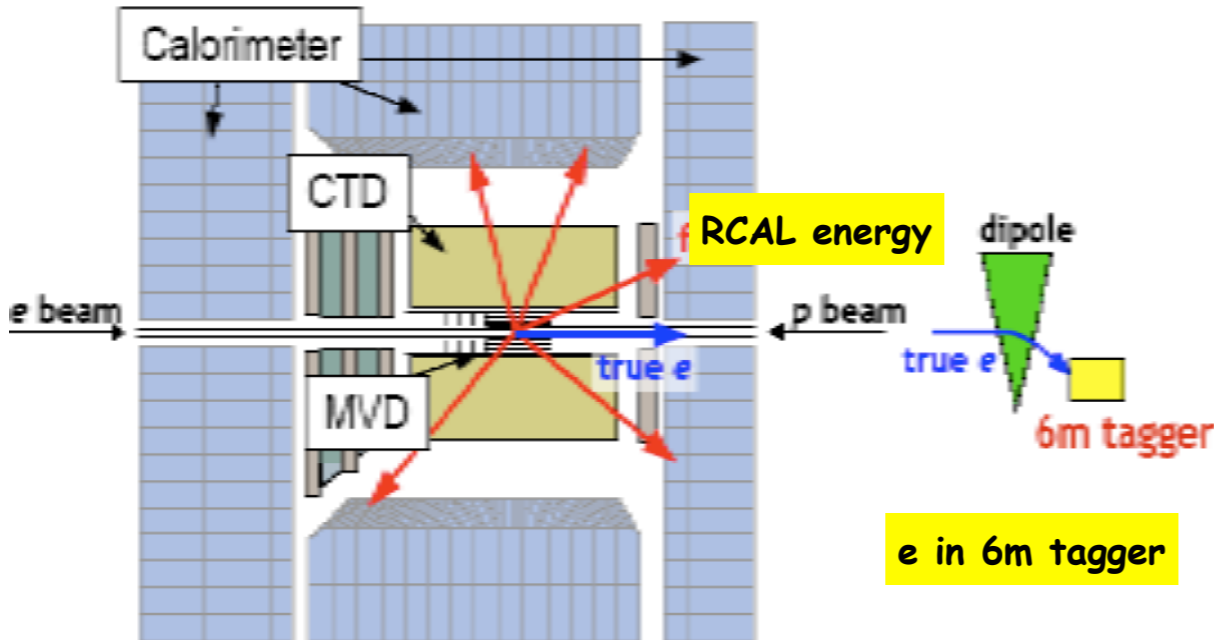 Calorimeter
CTD
RCAL energy
dipole
e beam
p beam
true e
true e
MVD
6m tagger
e in 6m tagger